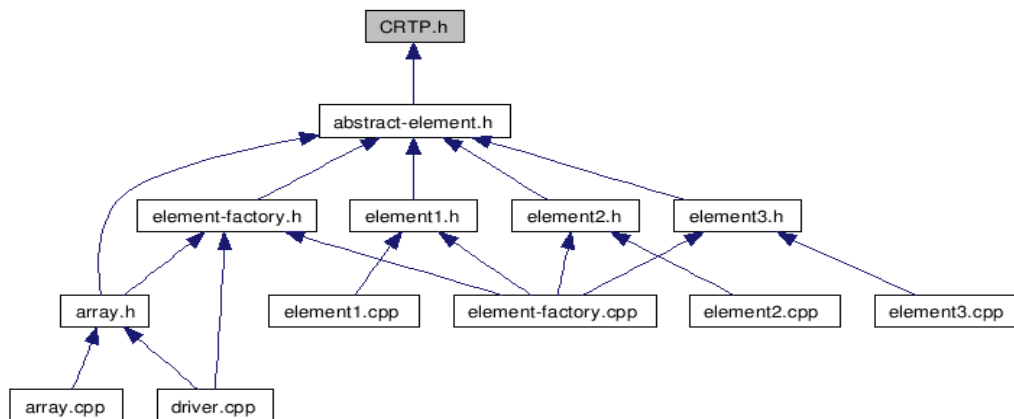 CRTP.h
abstract-element.h
element-factory.h
element1.h
element2.h
element3.h
array.h
element1.cpp
element-factory.cpp
element2.cpp
element3.cpp
array.cpp
driver.cpp